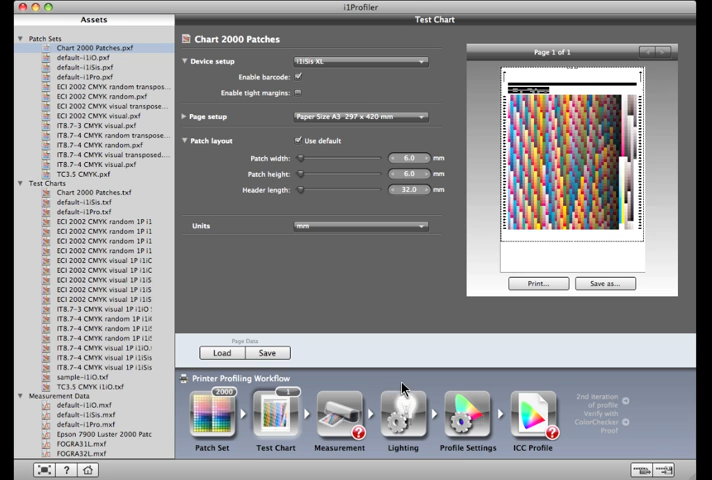 i1Profiler
Assets
Test Chart
Patch Sets
Chart 2000 Patches.pxf
default-i1iO.pxf
default-i1iSis.pxf
default-i1Pro.pxf
ECI 2002 CMYK random transpos...
ECI 2002 CMYK random.pxf
ECI 2002 CMYK visual transpose...
ECI 2002 CMYK visual.pxf
IT8.7-3 CMYK visual.pxf
IT8.7-4 CMYK random transpose...
IT8.7-4 CMYK random.pxf
IT8.7-4 CMYK visual transposed....
IT8.7-4 CMYK visual.pxf
TC3.5 CMYK.pxf
Test Charts
Chart 2000 Patches.txf
default-i1iSis.txf
default-i1Pro.txf
ECI 2002 CMYK random 1P i1
ECI 2002 CMYK random 1P i1
ECI 2002 CMYK random 1P i1
ECI 2002 CMYK random 1P i1
ECI 2002 CMYK visual 1P i1iC
ECI 2002 CMYK visual 1P i1iC
ECI 2002 CMYK visual 1P i1iS
ECI 2002 CMYK visual 1P i1iS
IT8.7-3 CMYK visual 1P i1iO
IT8.7-4 CMYK random 1P i1i
IT8.7-4 CMYK random 1P i1i
IT8.7-4 CMYK random 1P i1i
IT8.7-4 CMYK visual 1P i1iO.
IT8.7-4 CMYK visual 1P i1iSis
IT8.7-4 CMYK visual 1P i1iSis
sample-i1iO.txf
TC3.5 CMYK i1iO.txf
Measurement Data
default-i1iO.mxf
default-i1iSis.mxf
default-i1Pro.mxf
Epson 7900 Luster 2000 Patc
FOGRA31L.mxf
FOGRA32L.mxf
Chart 2000 Patches
Device setup
i1iSis XL
Enable barcode:
Enable tight margins:
Page setup
Paper Size A3 297 x 420 mm
Patch layout
Use default
Patch width:
6.0
mm
Patch height:
6.0
mm
Header length:
32.0
mm
Units
mm
Page 1 of 1
Print...
Save as...
Page Data
Load
Save
Printer Profiling Workflow
2000
1
Patch Set
Test Chart
Measurement
Lighting
Profile Settings
ICC Profile
2nd iteration
of profile
Verify with
ColorChecker
Proof